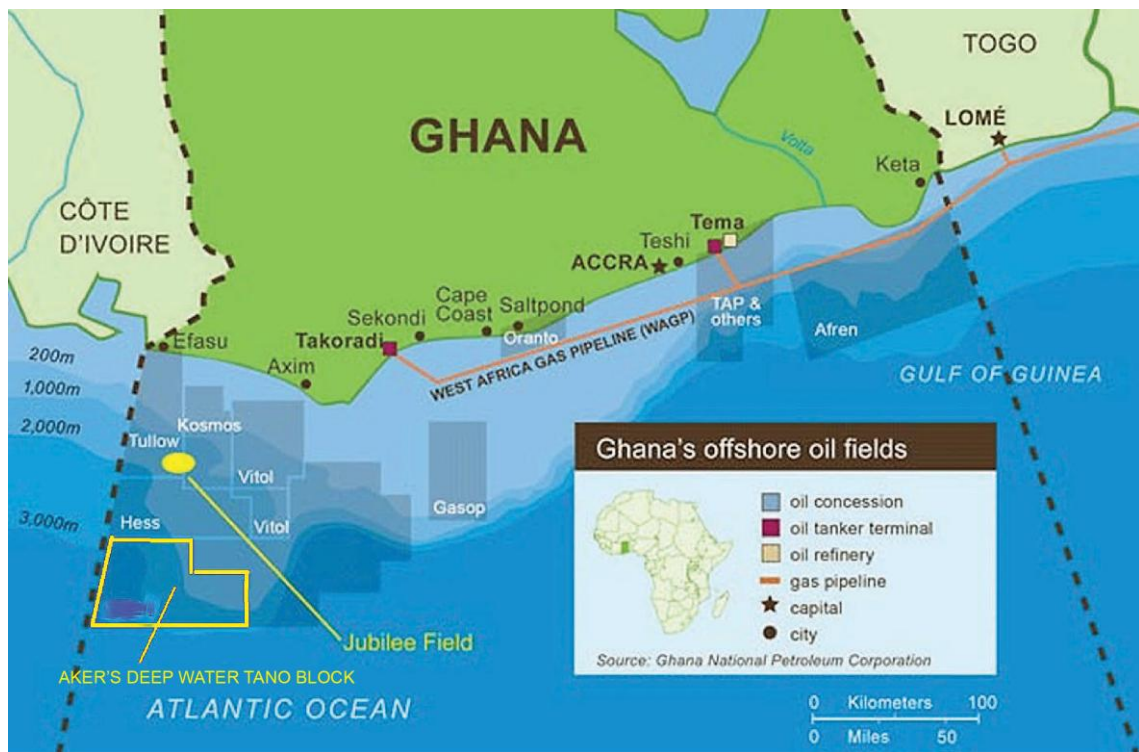 TOGO
LOMÉ
GHANA
Volta
Keta
CÔTE
D'IVOIRE
Tema
Teshi
ACCRA
Cape
Coast
Saltpond
Sekondi
Oranto
TAP &
others
Afren
Efasu
Takoradi
WEST AFRICA GAS PIPELINE (WAGP)
200m
Axim
GULF OF GUINEA
1,000m
Kosmos
2,000m
Tullow
Vitol
Gasop
3,000m
Hess
Vitol
Ghana's offshore oil fields
oil concession
oil tanker terminal
oil refinery
gas pipeline
capital
city
Source: Ghana National Petroleum Corporation
Jubilee Field
AKER'S DEEP WATER TANO BLOCK
ATLANTIC OCEAN
0 Kilometers 100
0 Miles 50